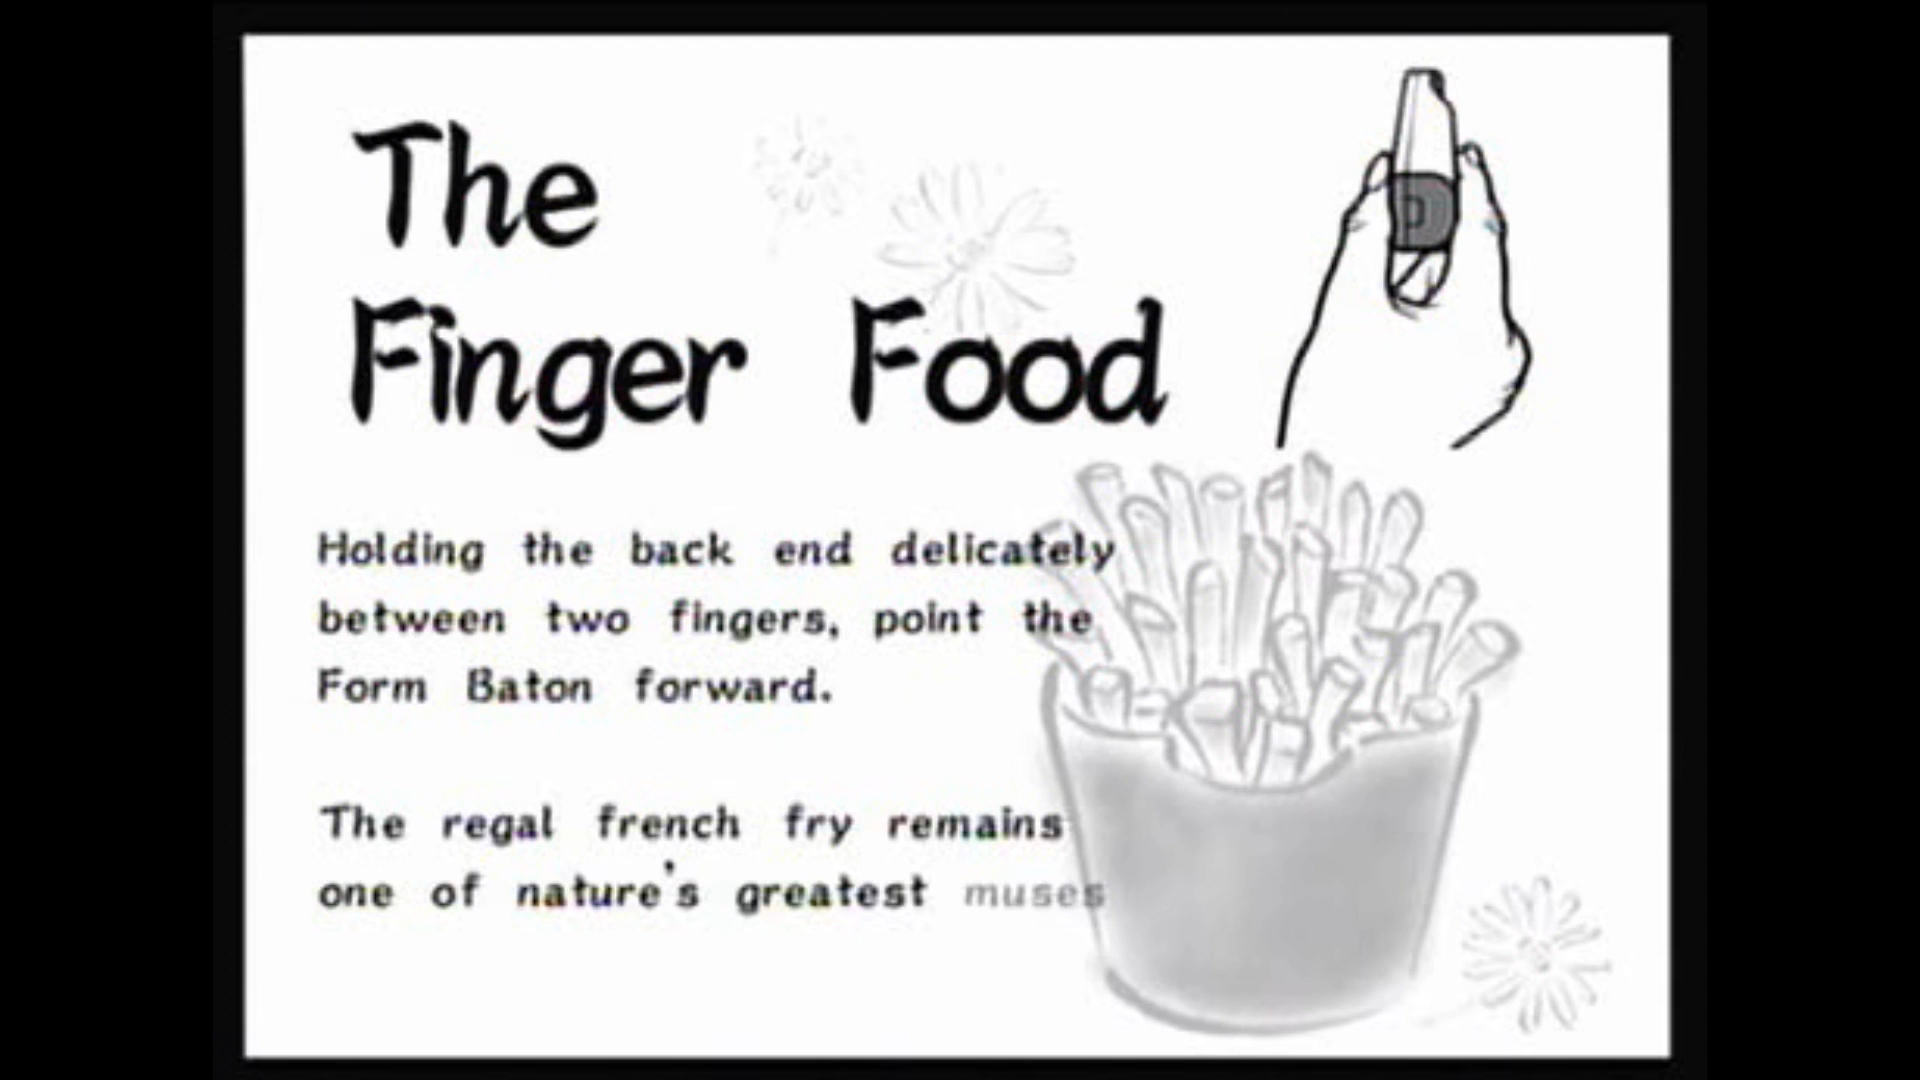 The
Finger Food
Holding the back end delicately
between two fingers, point the
Form Baton forward.
The regal french fry remains
one of nature's greatest muses